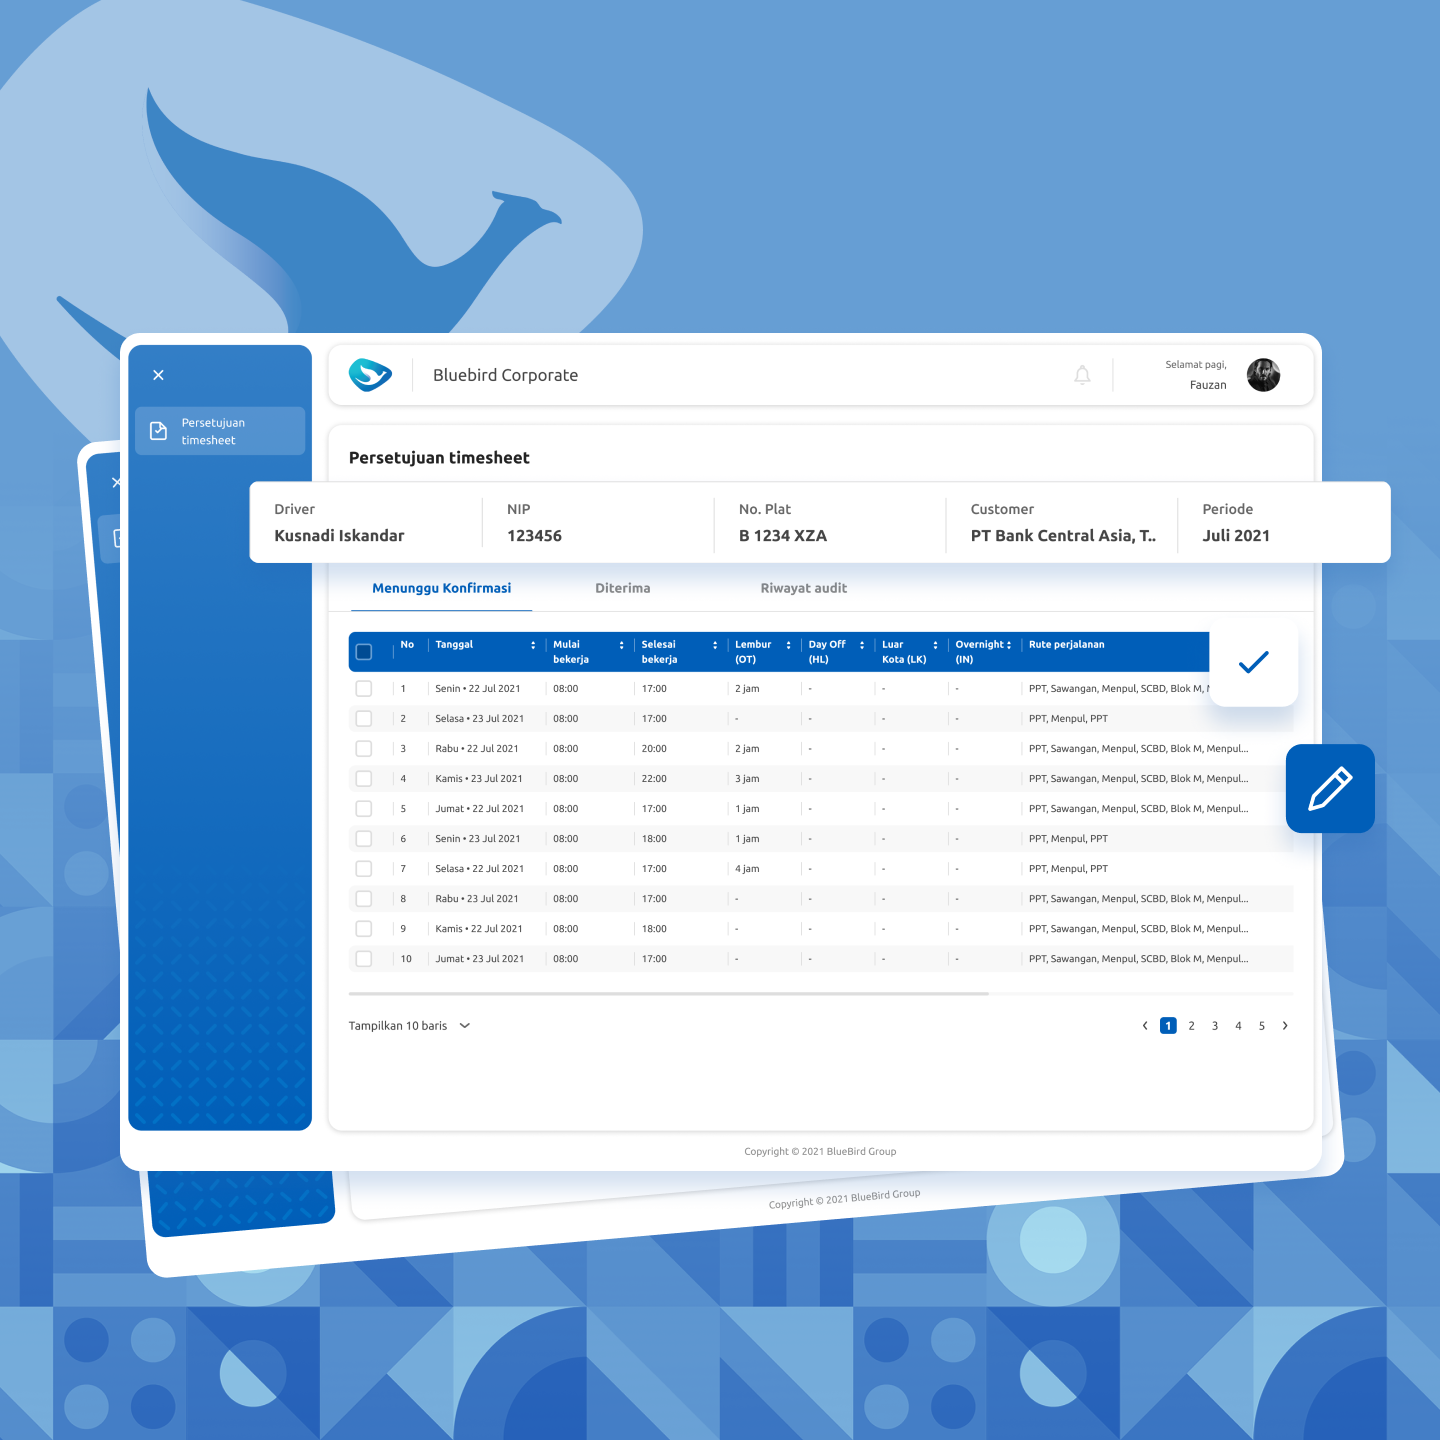 Bluebird Corporate
Selamat pagi,
Fauzan
Persetujuan
timesheet
Persetujuan timesheet
Driver NIP No. Plat Customer Periode
Kusnadi Iskandar 123456 B 1234 XZA PT Bank Central Asia, T.. Juli 2021
Menunggu Konfirmasi Diterima Riwayat audit
No Tanggal Mulai bekerja Selesai bekerja Lembur (OT) Day Off (HL) Luar Kota (LK) Overnight (IN) Rute perjalanan
1 Senin • 22 Jul 2021 08:00 17:00 2 jam - - - PPT, Sawangan, Menpul, SCBD, Blok M,
2 Selasa • 23 Jul 2021 08:00 17:00 - - - - PPT, Menpul, PPT
3 Rabu • 22 Jul 2021 08:00 20:00 2 jam - - - PPT, Sawangan, Menpul, SCBD, Blok M, Menpul...
4 Kamis • 23 Jul 2021 08:00 22:00 3 jam - - - PPT, Sawangan, Menpul, SCBD, Blok M, Menpul...
5 Jumat • 22 Jul 2021 08:00 17:00 1 jam - - - PPT, Sawangan, Menpul, SCBD, Blok M, Menpul...
6 Senin • 23 Jul 2021 08:00 18:00 1 jam - - - PPT, Menpul, PPT
7 Selasa • 22 Jul 2021 08:00 17:00 4 jam - - - PPT, Menpul, PPT
8 Rabu • 23 Jul 2021 08:00 17:00 - - - - PPT, Sawangan, Menpul, SCBD, Blok M, Menpul...
9 Kamis • 22 Jul 2021 08:00 18:00 - - - - PPT, Sawangan, Menpul, SCBD, Blok M, Menpul...
10 Jumat • 23 Jul 2021 08:00 17:00 - - - - PPT, Sawangan, Menpul, SCBD, Blok M, Menpul...
Tampilkan 10 baris 1 2 3 4 5
Copyright © 2021 BlueBird Group
Copyright © 2021 BlueBird Group